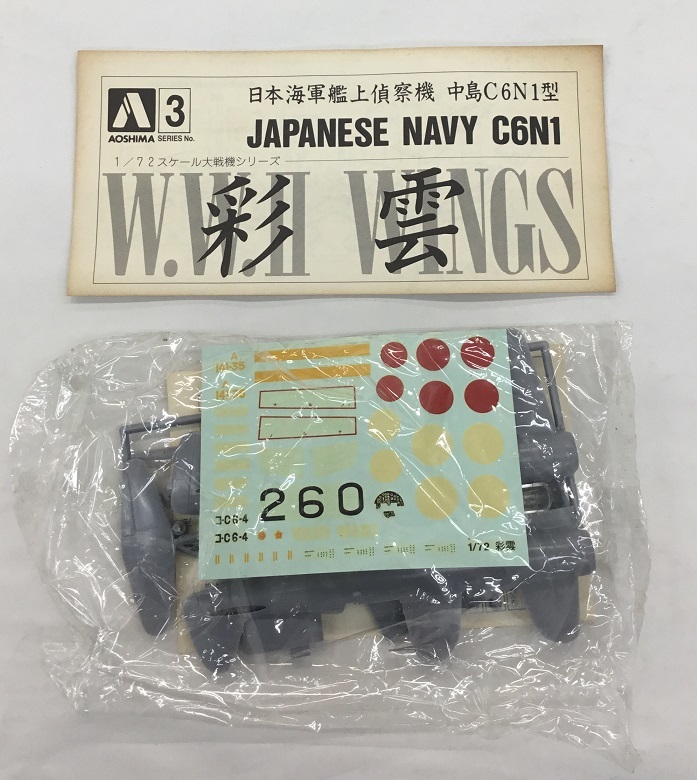 日本海軍艦上偵察機 中島C6N1型
3
JAPANESE NAVY C6N1
AOSHIMA SERIES No.
1/72スケール大戦機シリーズ
W.W.II WINGS
彩雲
260
コ-C6-4
コ-C6-4
1/72 彩雲